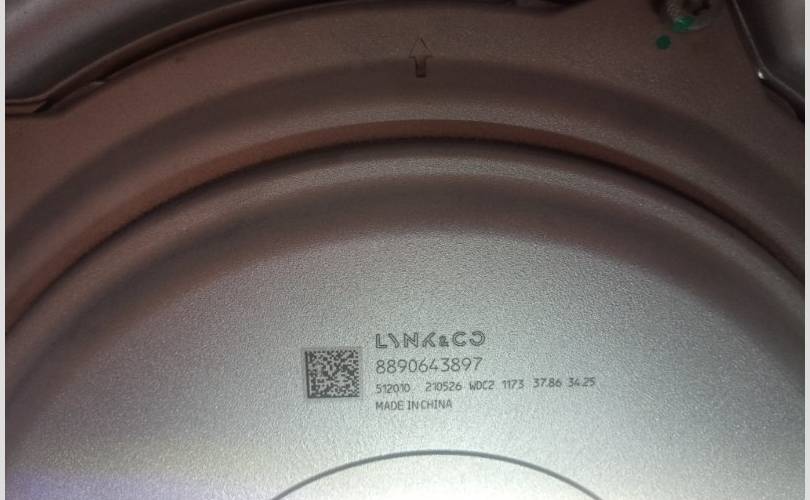 LYNK&CO
8890643897
512010 210526 WDC2 1173 37.86 34.25
MADE IN CHINA